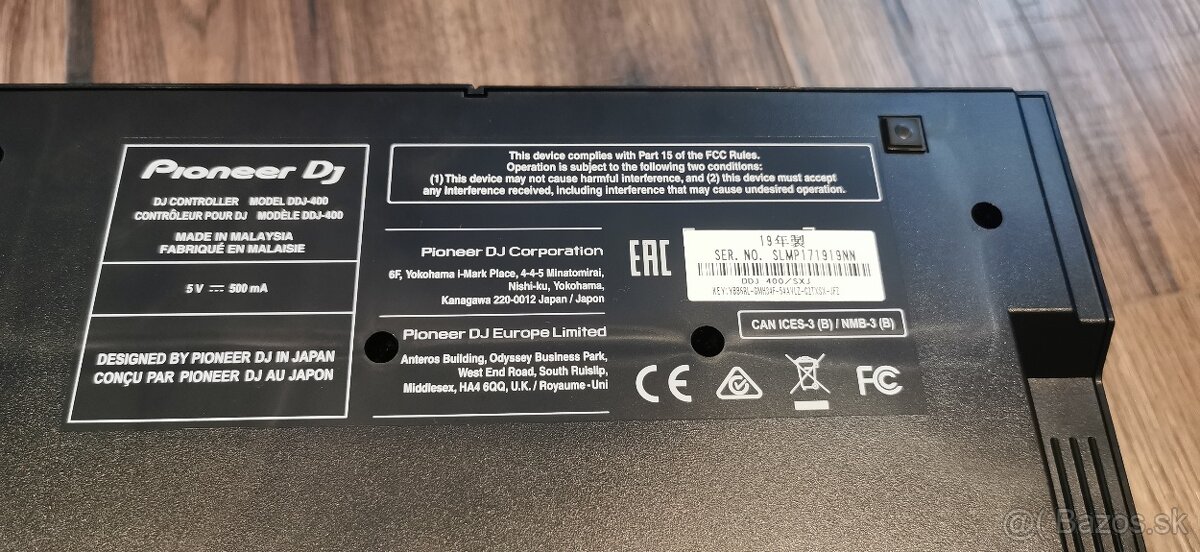 Pioneer Dj
DJ CONTROLLER MODEL DDJ-400
CONTRÔLEUR POUR DJ MODÈLE DDJ-400
MADE IN MALAYSIA
FABRIQUÉ EN MALAISIE
5 V ⎓ 500 mA
DESIGNED BY PIONEER DJ IN JAPAN
CONÇU PAR PIONEER DJ AU JAPON
This device complies with Part 15 of the FCC Rules.
Operation is subject to the following two conditions:
(1) This device may not cause harmful interference, and (2) this device must accept
any interference received, including interference that may cause undesired operation.
Pioneer DJ Corporation
6F, Yokohama i-Mark Place, 4-4-5 Minatomirai,
Nishi-ku, Yokohama,
Kanagawa 220-0012 Japan / Japon
Pioneer DJ Europe Limited
Anteros Building, Odyssey Business Park,
West End Road, South Ruislip,
Middlesex, HA4 6QQ, U.K. / Royaume-Uni
EAC
19年製
SER. NO. SLMP171919NN
DDJ-400/SXJ
CAN ICES-3 (B) / NMB-3 (B)
CE
FC
Bazos.sk